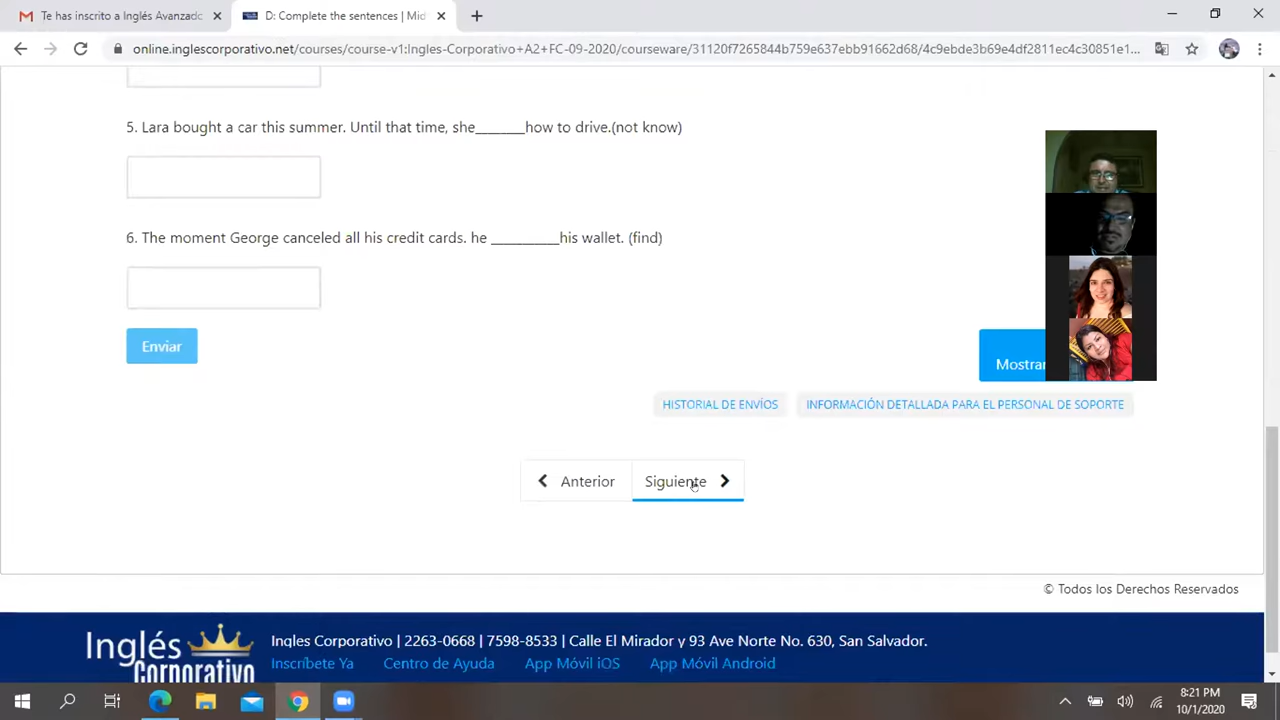 Te has inscrito a Inglés Avanzado
D: Complete the sentences | Mid
online.inglescorporativo.net/courses/course-v1:Ingles-Corporativo+A2+FC-09-2020/courseware/31120f7265844b759e637ebb91662d68/4c9ebde3b69e4df2811ec4c30851e1...
5. Lara bought a car this summer. Until that time, she_______how to drive.(not know)
6. The moment George canceled all his credit cards. he __________his wallet. (find)
Enviar
Mostrar
HISTORIAL DE ENVÍOS
INFORMACIÓN DETALLADA PARA EL PERSONAL DE SOPORTE
Anterior
Siguiente
© Todos los Derechos Reservados
Inglés
Corporativo
Ingles Corporativo | 2263-0668 | 7598-8533 | Calle El Mirador y 93 Ave Norte No. 630, San Salvador.
Inscríbete Ya
Centro de Ayuda
App Móvil iOS
App Móvil Android
8:21 PM
10/1/2020